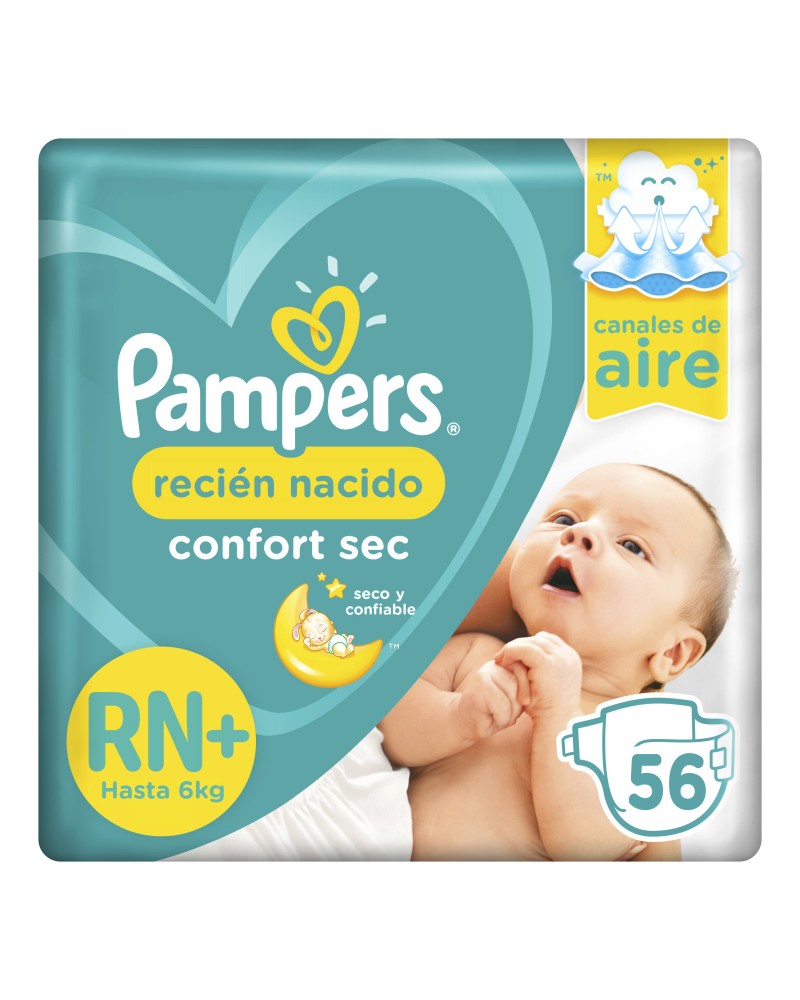 TM
canales de
aire
Pampers®
recién nacido
confort sec
seco y
confiable
TM
RN+
Hasta 6kg
56